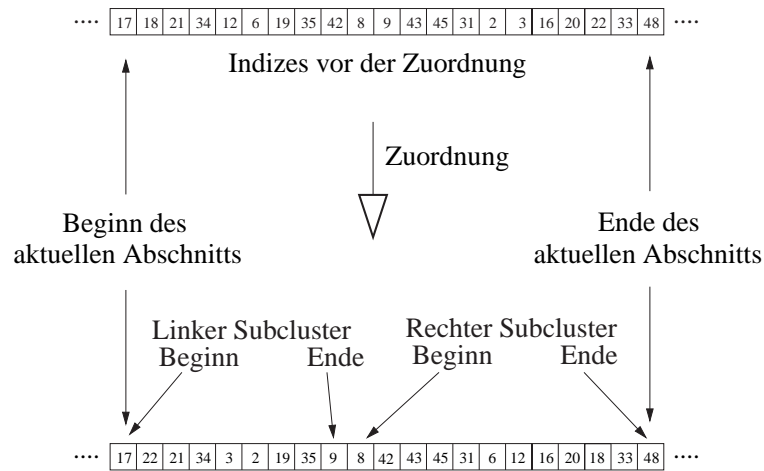 .... 17 18 21 34 12 6 19 35 42 8 9 43 45 31 2 3 16 20 22 33 48 ....
Indizes vor der Zuordnung
Zuordnung
Beginn des
aktuellen Abschnitts
Ende des
aktuellen Abschnitts
Linker Subcluster
Beginn Ende
Rechter Subcluster
Beginn Ende
.... 17 22 21 34 3 2 19 35 9 8 42 43 45 31 6 12 16 20 18 33 48 ....